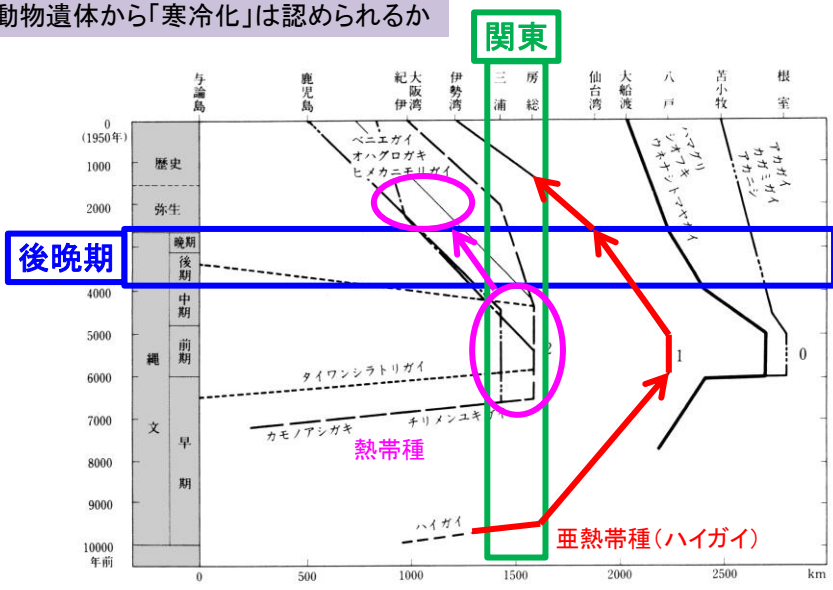 動物遺体から「寒冷化」は認められるか
関東
与論島
鹿児島
紀伊
大阪湾
伊勢湾
三浦
房総
仙台湾
大船渡
八戸
苫小牧
根室
0
(1950年)
1000
2000
4000
5000
6000
7000
8000
9000
10000
年前
歴史
弥生
縄文
晩期
後期
中期
前期
早期
後晩期
ベニエガイ
オハグロガキ
ヒメカニモリガイ
ハマグリ
シオフキ
ウネナシトマヤガイ
アカガイ
カガミガイ
アカニシ
2
1
0
タイワンシラトリガイ
カモノアシガキ
熱帯種
ハイガイ
亜熱帯種(ハイガイ)
0
500
1000
1500
2000
2500
km